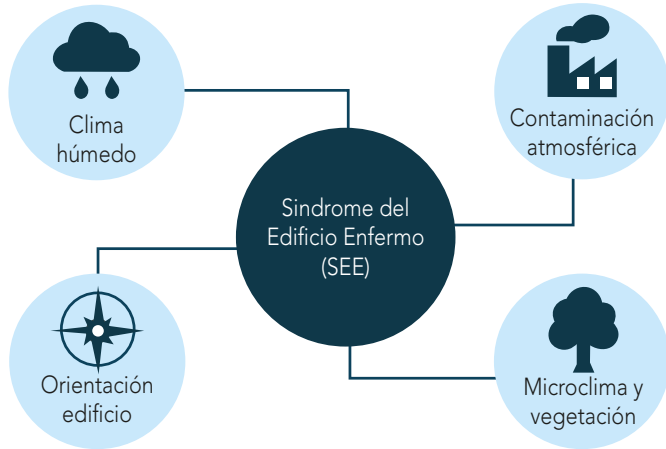 Clima
húmedo
Contaminación
atmosférica
Sindrome del
Edificio Enfermo
(SEE)
Orientación
edificio
Microclima y
vegetación